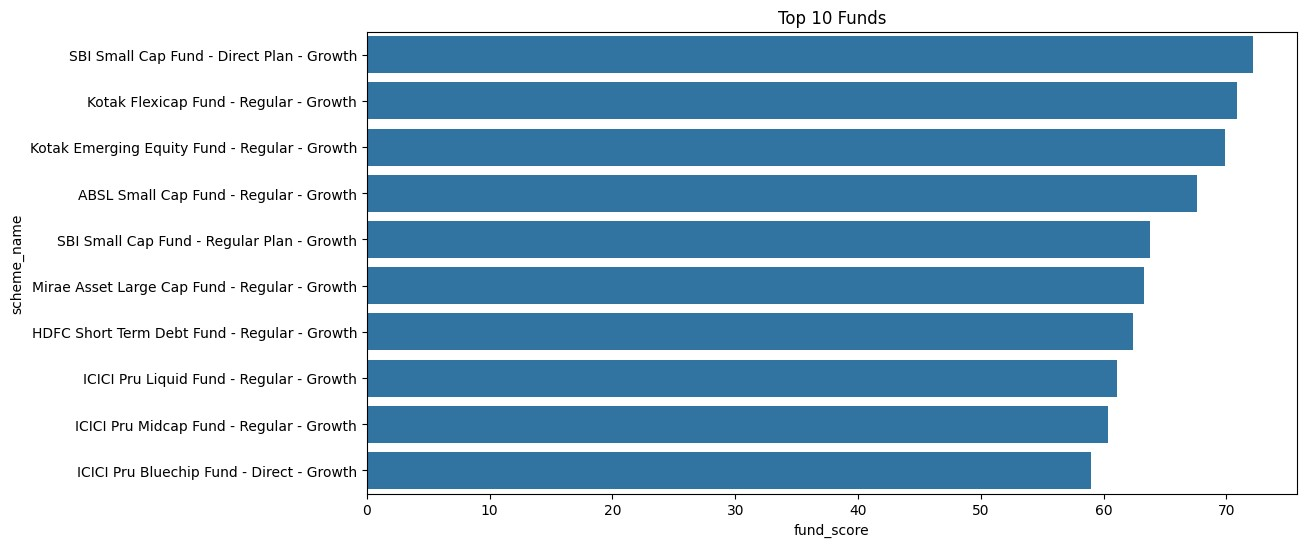 Top 10 Funds
scheme_name
SBI Small Cap Fund - Direct Plan - Growth
Kotak Flexicap Fund - Regular - Growth
Kotak Emerging Equity Fund - Regular - Growth
ABSL Small Cap Fund - Regular - Growth
SBI Small Cap Fund - Regular Plan - Growth
Mirae Asset Large Cap Fund - Regular - Growth
HDFC Short Term Debt Fund - Regular - Growth
ICICI Pru Liquid Fund - Regular - Growth
ICICI Pru Midcap Fund - Regular - Growth
ICICI Pru Bluechip Fund - Direct - Growth
0 10 20 30 40 50 60 70
fund_score